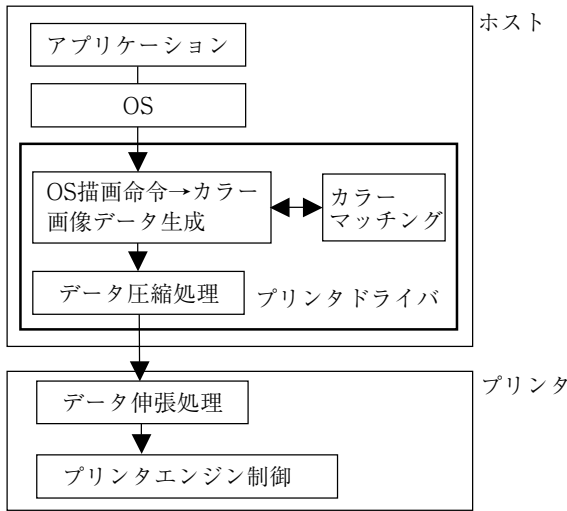 ホスト
アプリケーション
OS
OS描画命令→カラー
画像データ生成
カラー
マッチング
データ圧縮処理
プリンタドライバ
プリンタ
データ伸張処理
プリンタエンジン制御